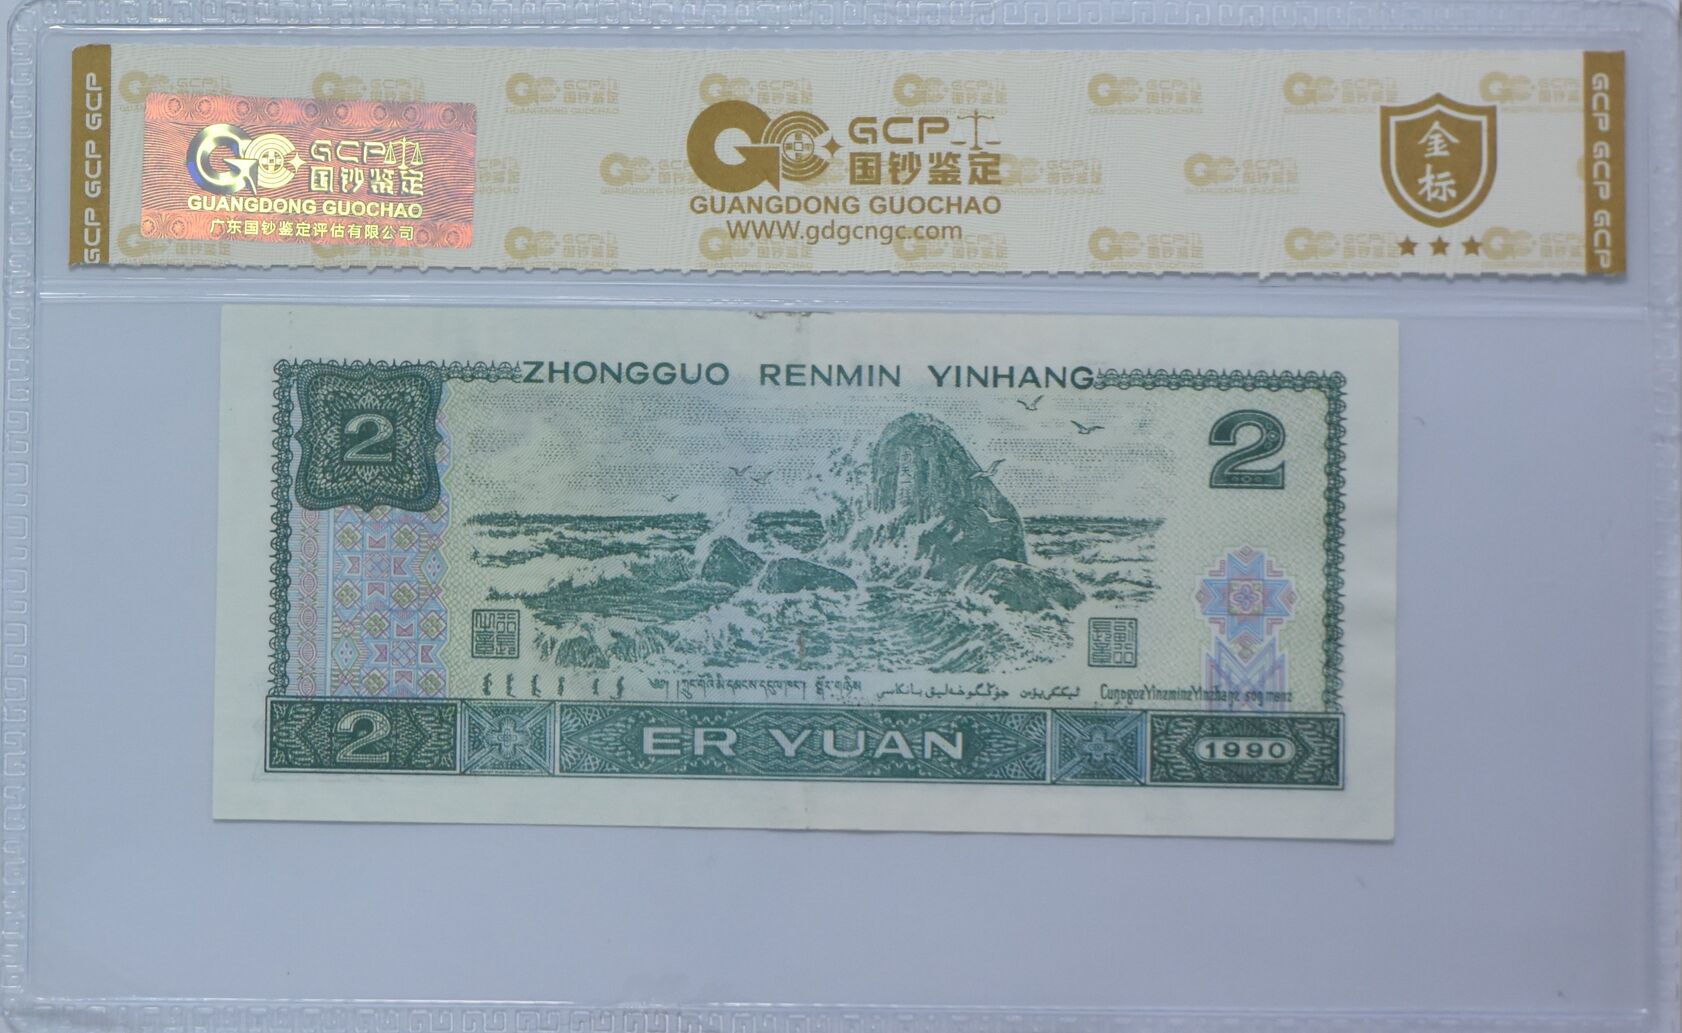 GCP GCP GCP
GCP
国钞鉴定
GUANGDONG GUOCHAO
广东国钞鉴定评估有限公司
GCP
国钞鉴定
GUANGDONG GUOCHAO
WWW.gdgcngc.com
金
标
GCP GCP GCP
ZHONGGUO RENMIN YINHANG
2
2
2
ER YUAN
1990